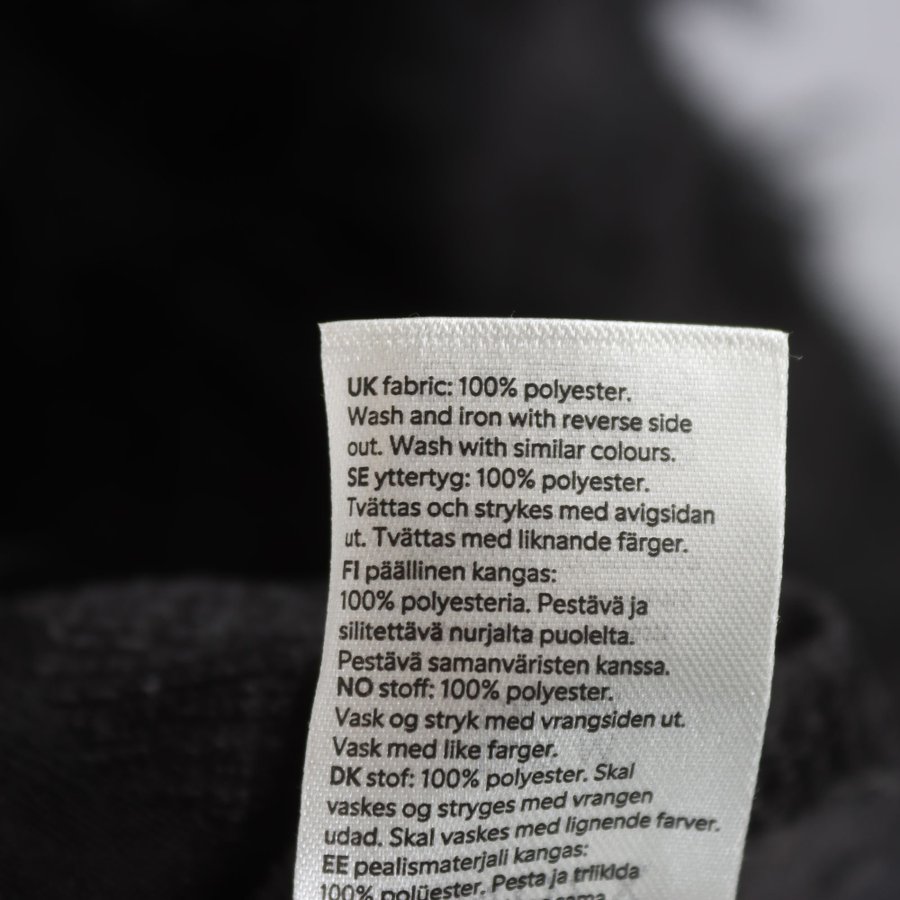 UK fabric: 100% polyester.
Wash and iron with reverse side
out. Wash with similar colours.
SE yttertyg: 100% polyester.
Tvättas och strykes med avigsidan
ut. Tvättas med liknande färger.
FI päällinen kangas:
100% polyesteria. Pestävä ja
silitettävä nurjalta puolelta.
Pestävä samanväristen kanssa.
NO stoff: 100% polyester.
Vask og stryk med vrangsiden ut.
Vask med like farger.
DK stof: 100% polyester. Skal
vaskes og stryges med vrangen
udad. Skal vaskes med lignende farver.
EE pealismaterjali kangas:
100% polüester. Pesta ja triikida